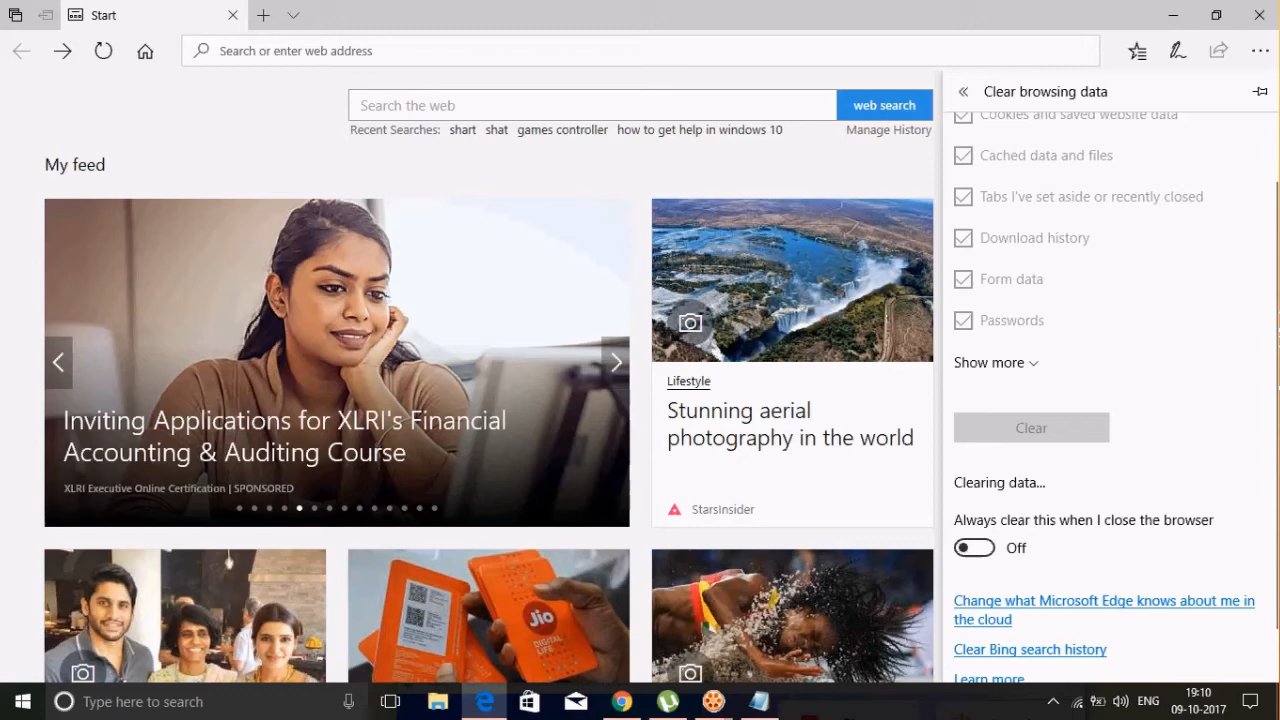 Start
Search or enter web address
Clear browsing data
Search the web
web search
Recent Searches: shart shat games controller how to get help in windows 10
Manage History
My feed
Inviting Applications for XLRI's Financial
Accounting & Auditing Course
XLRI Executive Online Certification | SPONSORED
Lifestyle
Stunning aerial
photography in the world
StarsInsider
Jio
DIGITAL
LIFE
Cookies and saved website data
Cached data and files
Tabs I've set aside or recently closed
Download history
Form data
Passwords
Show more
Clear
Clearing data...
Always clear this when I close the browser
Off
Change what Microsoft Edge knows about me in
the cloud
Clear Bing search history
Learn more
Type here to search
ENG
19:10
09-10-2017